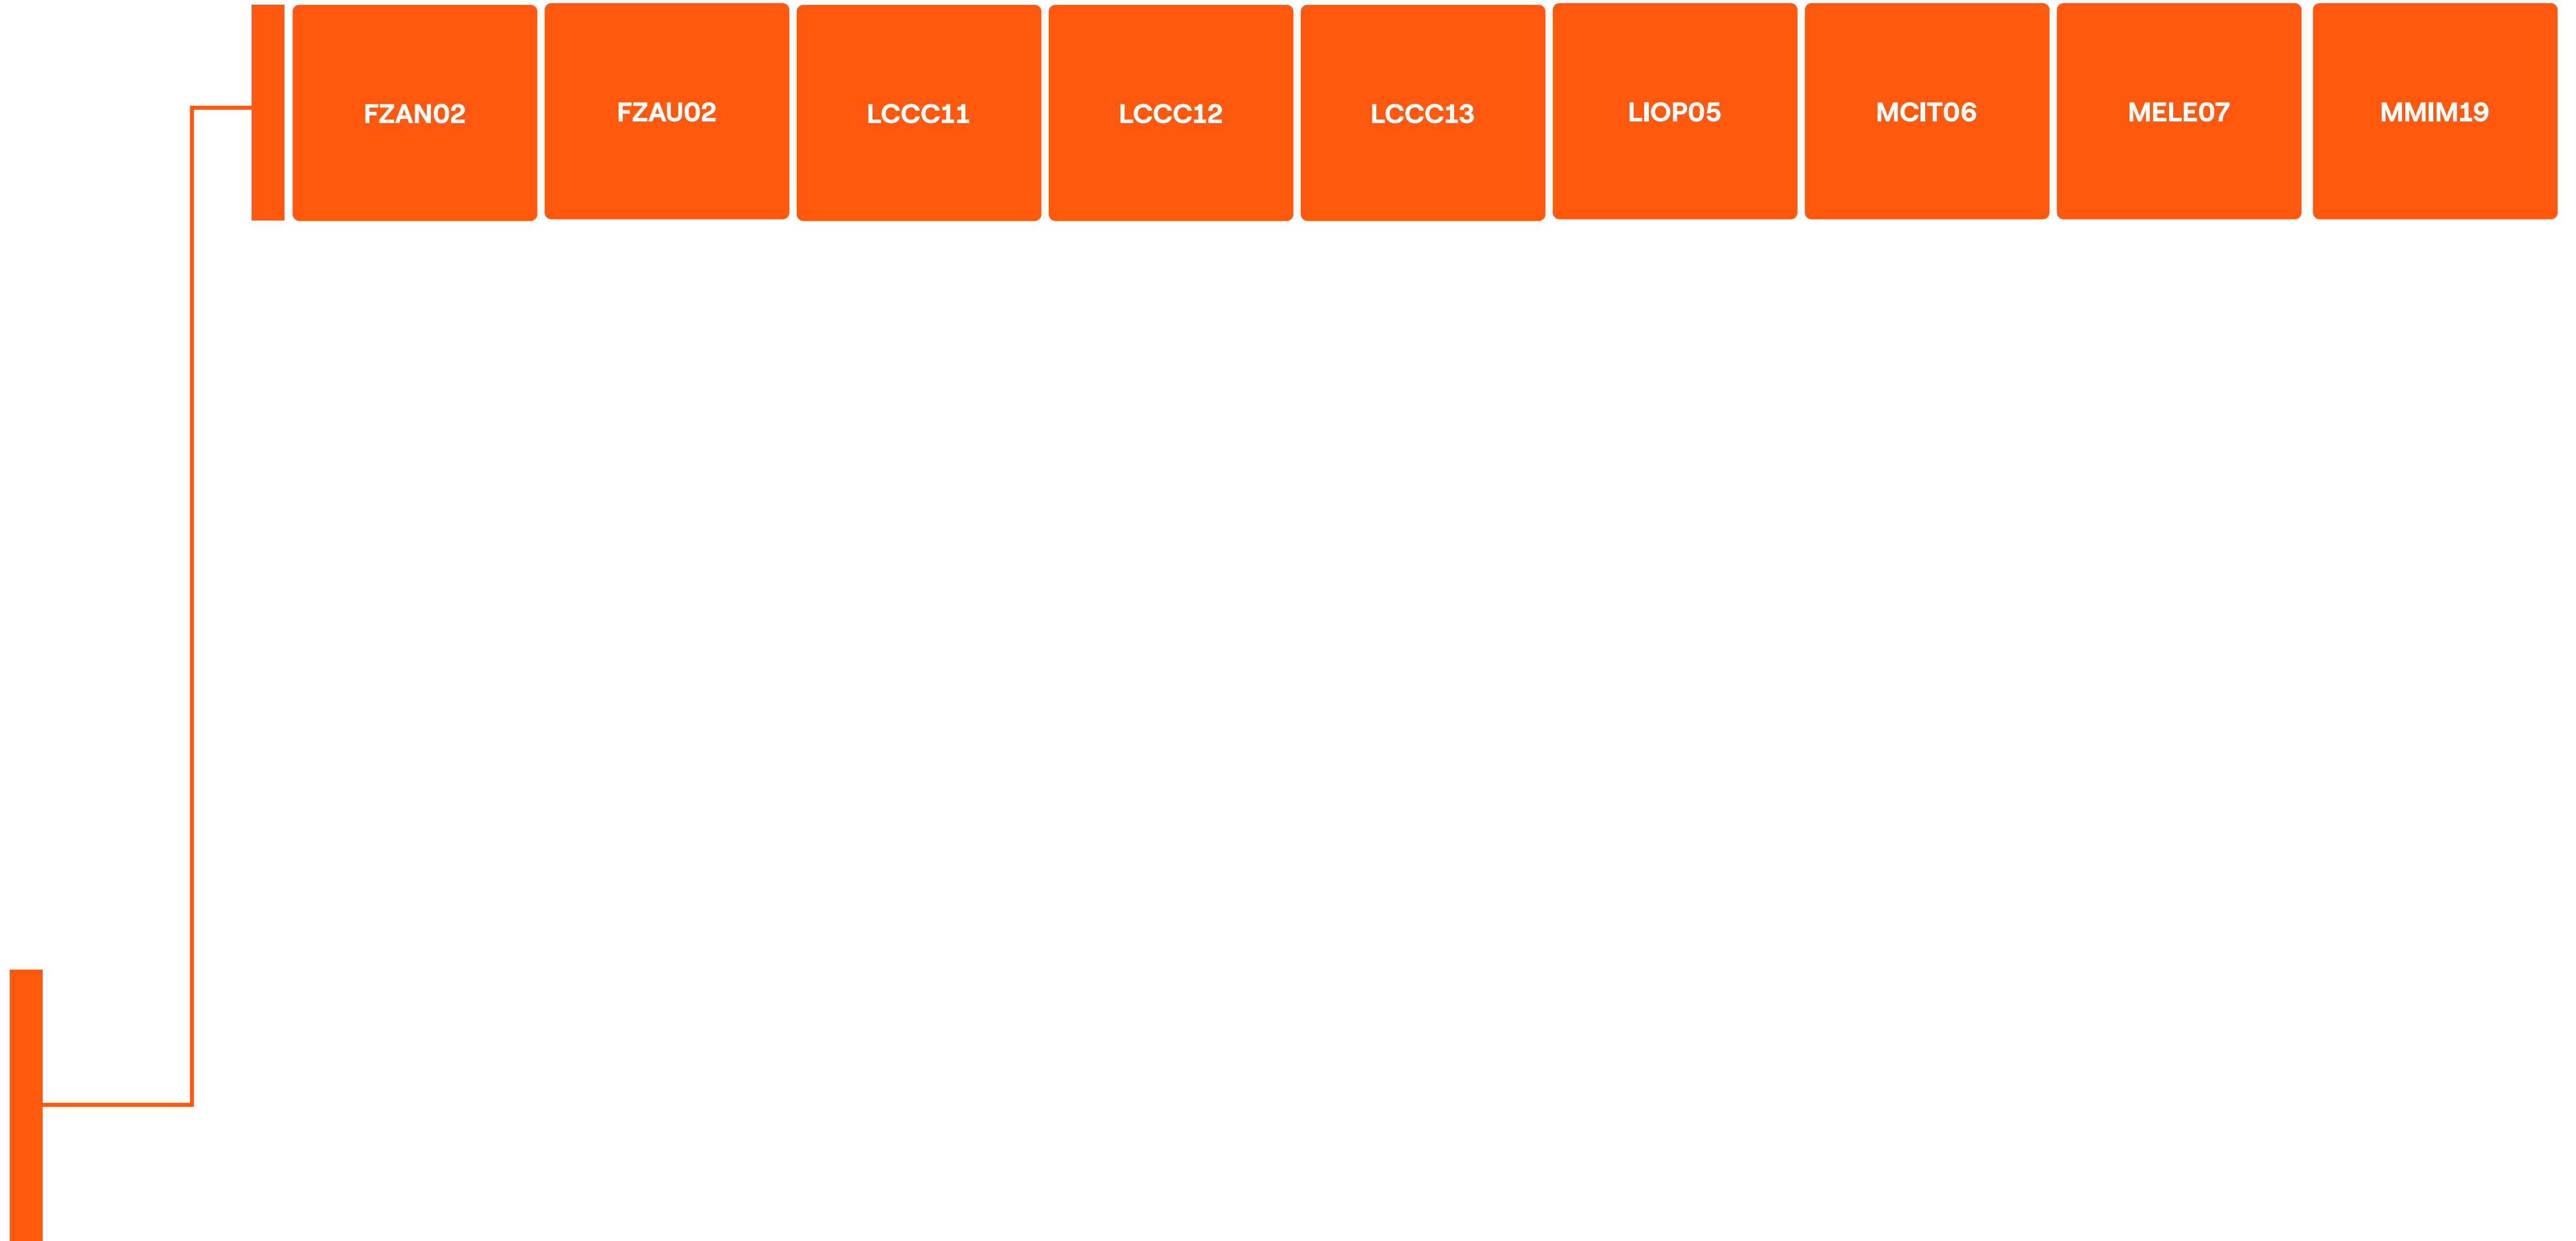 FZAN02
FZAU02
LCCC11
LCCC12
LCCC13
LIOP05
MCIT06
MELE07
MMIM19